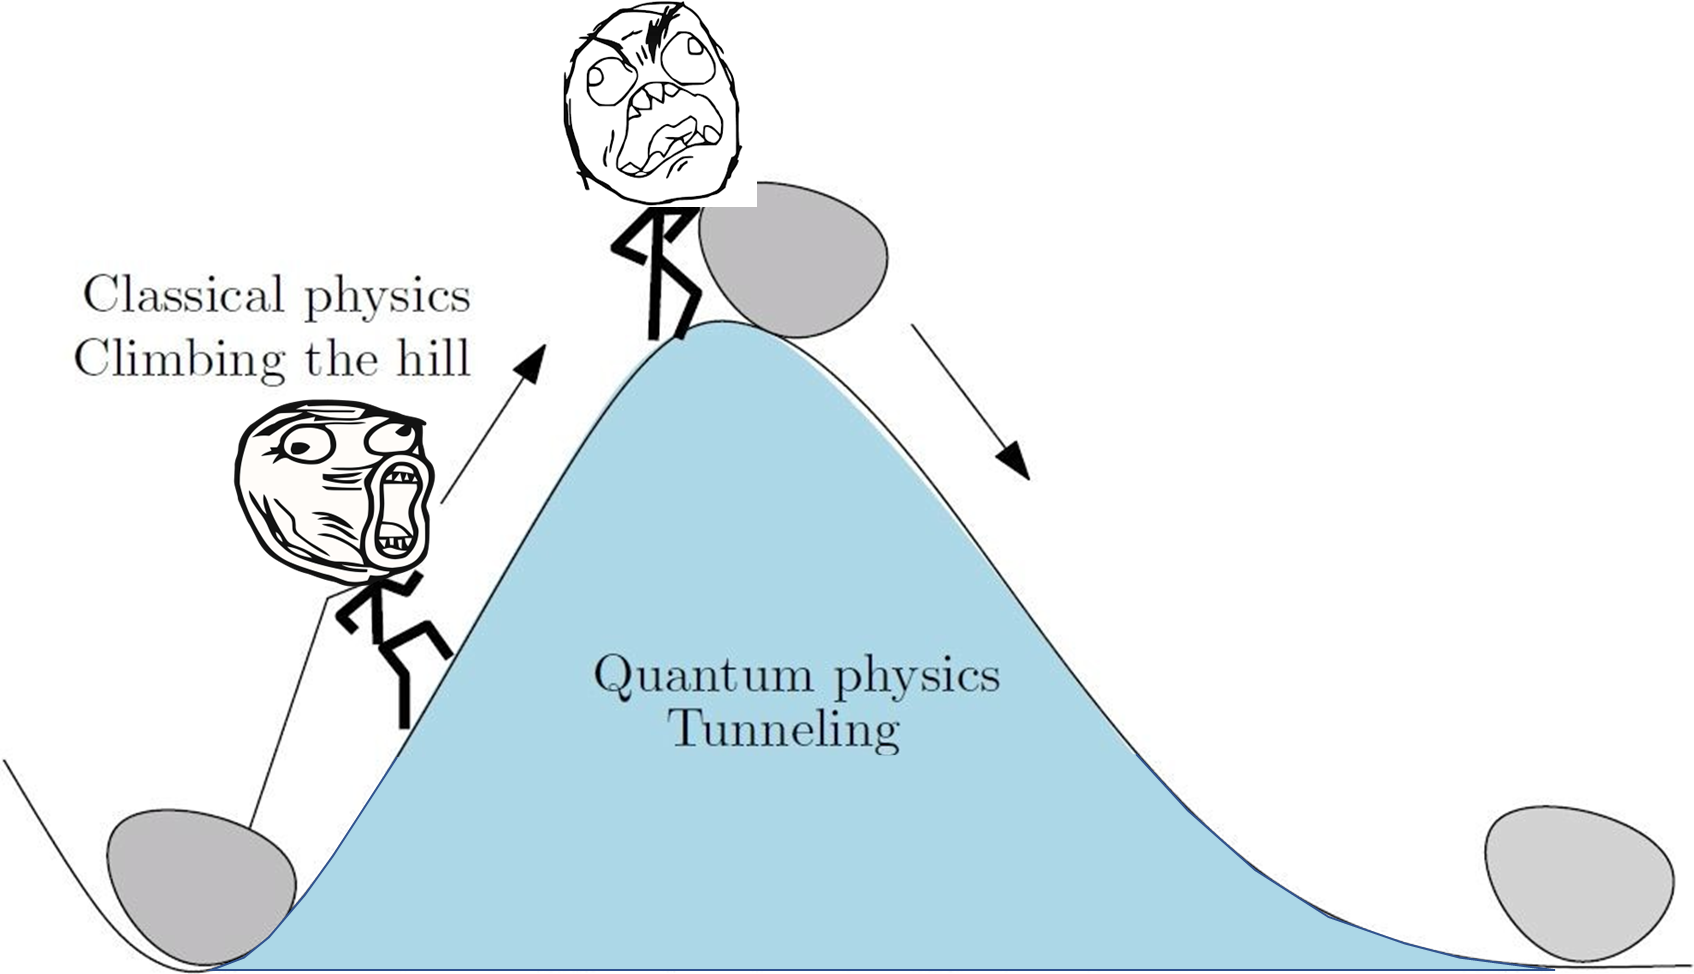 Classical physics
Climbing the hill
Quantum physics
Tunneling